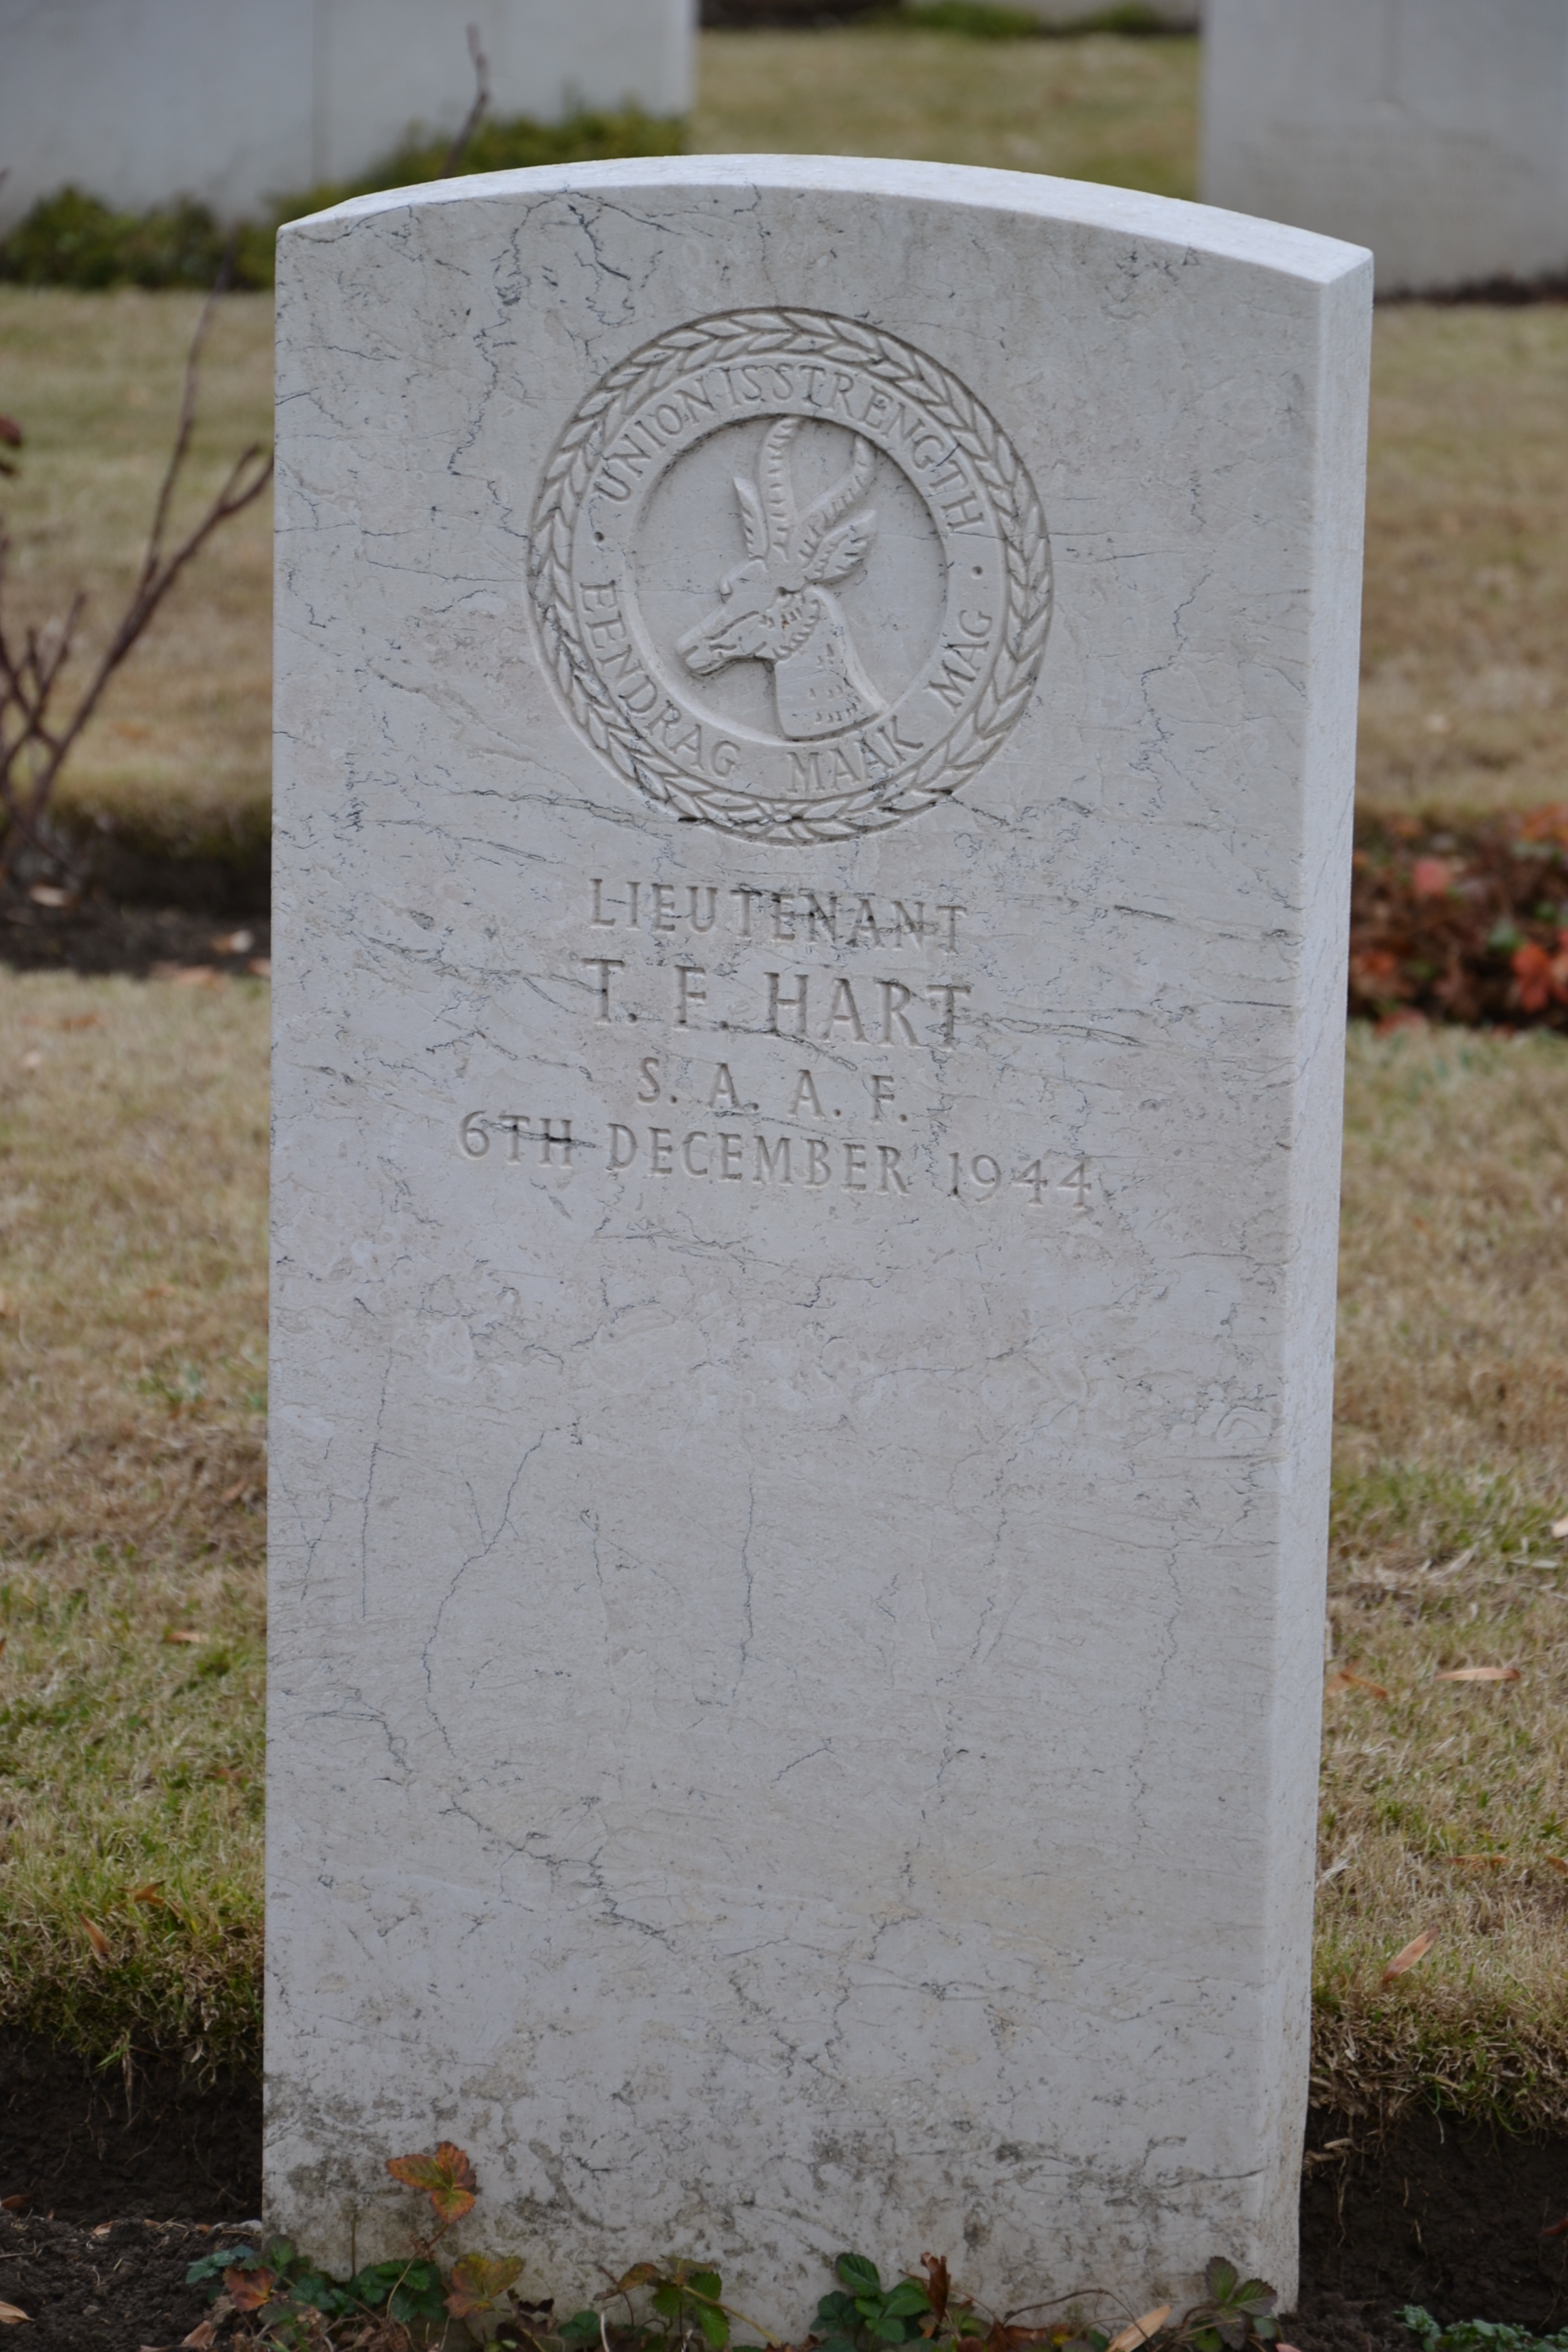 UNION IS STRENGTH
EENDRAG MAAK MAG
LIEUTENANT
T. F. HART
S. A. A. F.
6TH DECEMBER 1944